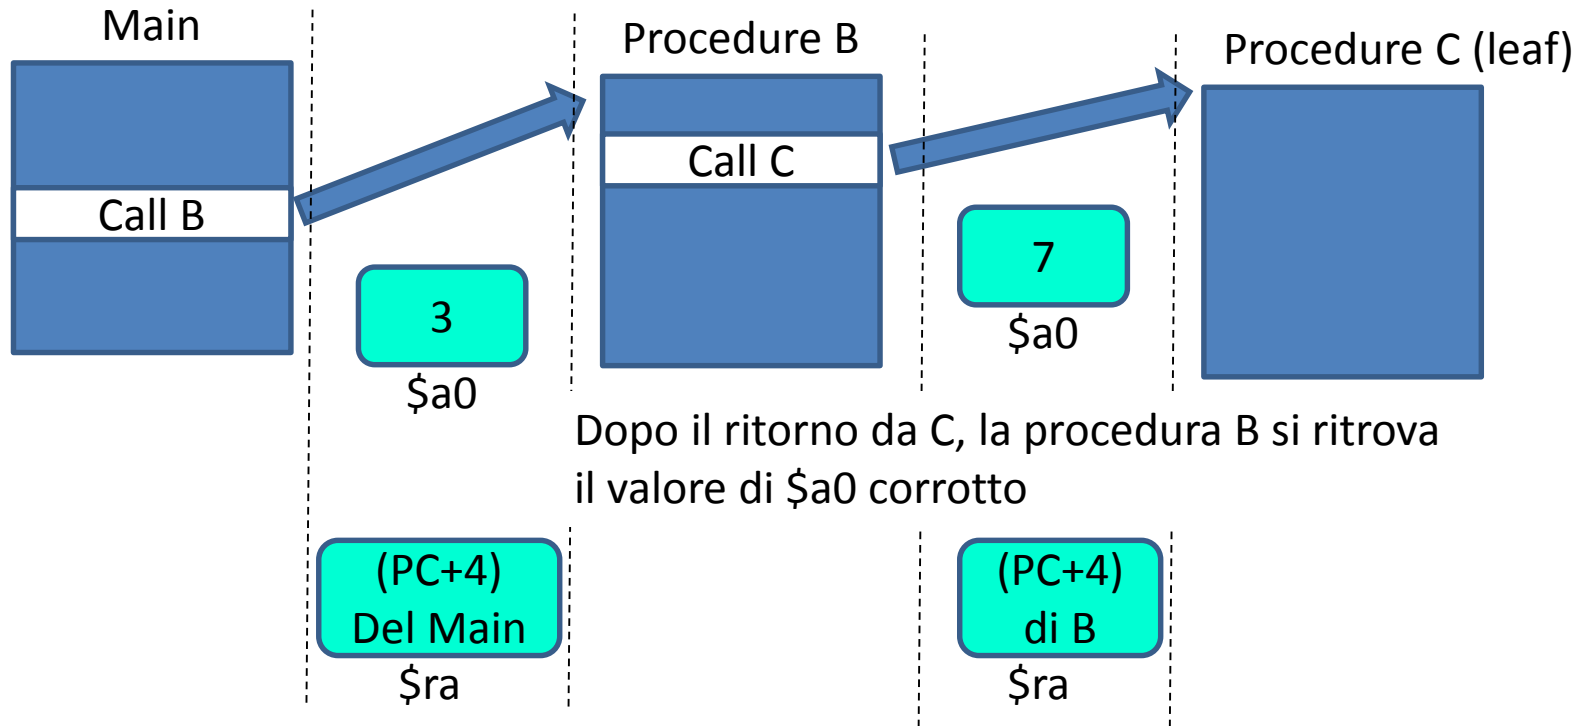 Main
Procedure B
Procedure C (leaf)
Call B
Call C
3
$a0
7
$a0
Dopo il ritorno da C, la procedura B si ritrova
il valore di $a0 corrotto
(PC+4)
Del Main
$ra
(PC+4)
di B
$ra